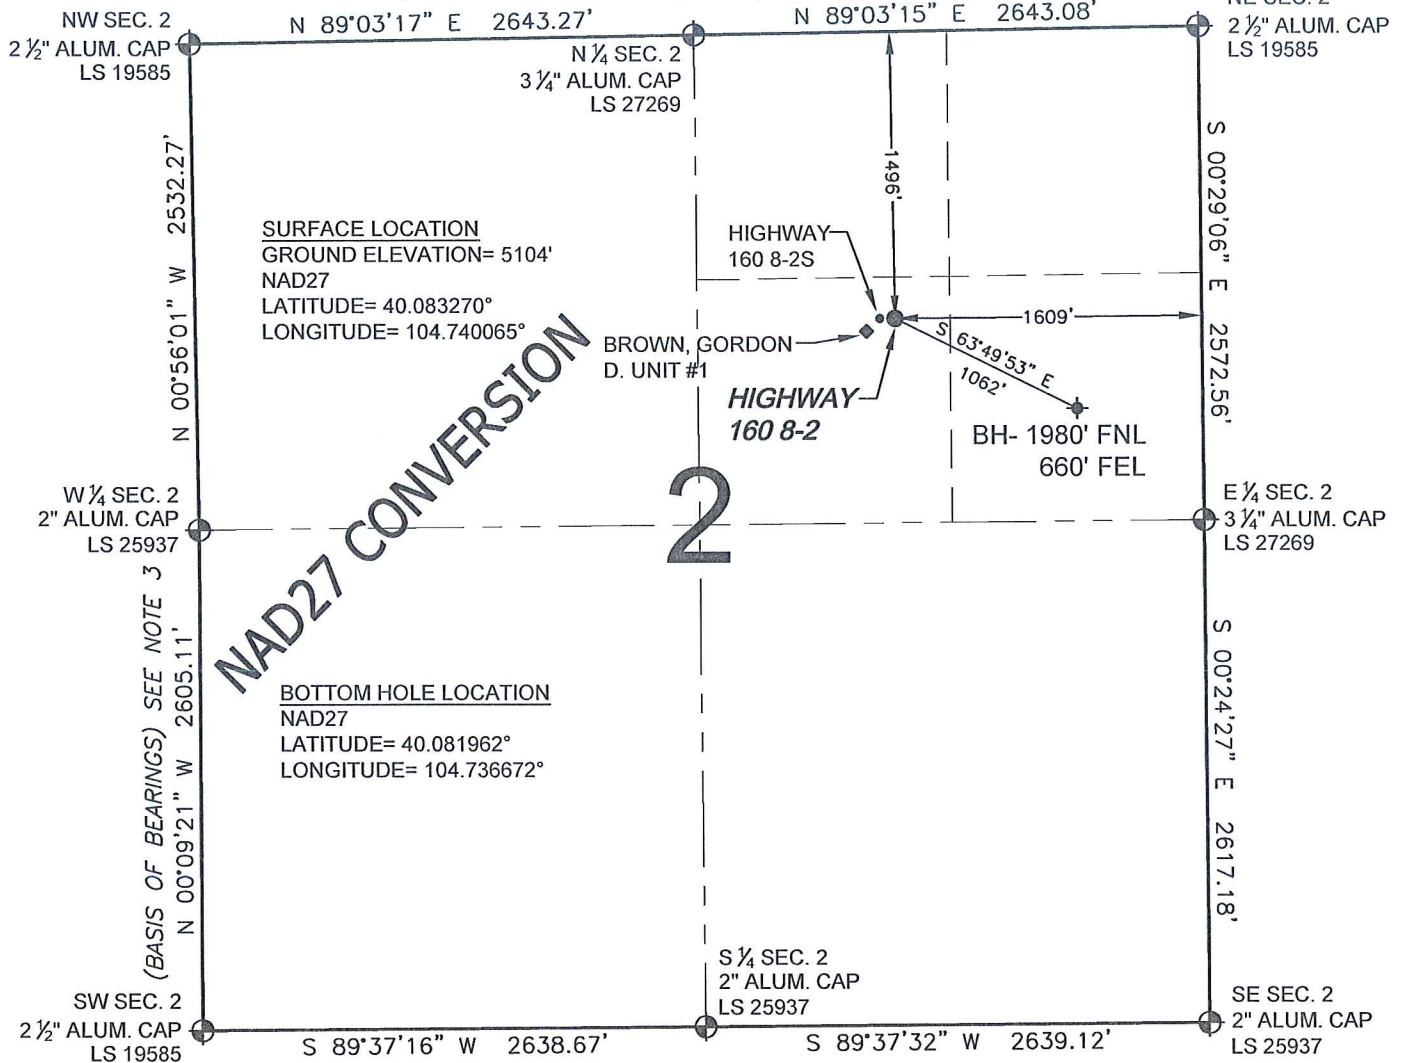 NW SEC. 2
2 ½" ALUM. CAP
LS 19585
N 89°03'17" E 2643.27'
N ¼ SEC. 2
3 ¼" ALUM. CAP
LS 27269
N 89°03'15" E 2643.08'
NE SEC. 2
2 ½" ALUM. CAP
LS 19585
N 00°56'01" W 2532.27'
SURFACE LOCATION
GROUND ELEVATION= 5104'
NAD27
LATITUDE= 40.083270°
LONGITUDE= 104.740065°
1496'
HIGHWAY
160 8-2S
BROWN, GORDON
D. UNIT #1
HIGHWAY
160 8-2
1609'
S 63°49'53" E
1062'
BH- 1980' FNL
660' FEL
S 00°29'06" E 2572.56'
NAD27 CONVERSION
2
W ¼ SEC. 2
2" ALUM. CAP
LS 25937
E ¼ SEC. 2
3 ¼" ALUM. CAP
LS 27269
(BASIS OF BEARINGS) SEE NOTE 3
N 00°09'21" W 2605.11'
BOTTOM HOLE LOCATION
NAD27
LATITUDE= 40.081962°
LONGITUDE= 104.736672°
S 00°24'27" E 2617.18'
SW SEC. 2
2 ½" ALUM. CAP
LS 19585
S 89°37'16" W 2638.67'
S ¼ SEC. 2
2" ALUM. CAP
LS 25937
S 89°37'32" W 2639.12'
SE SEC. 2
2" ALUM. CAP
LS 25937